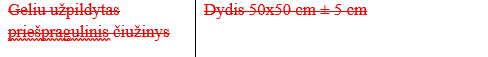 Geliu užpildytas
priešpragulinis čiužinys
Dydis 50x50 cm ± 5 cm